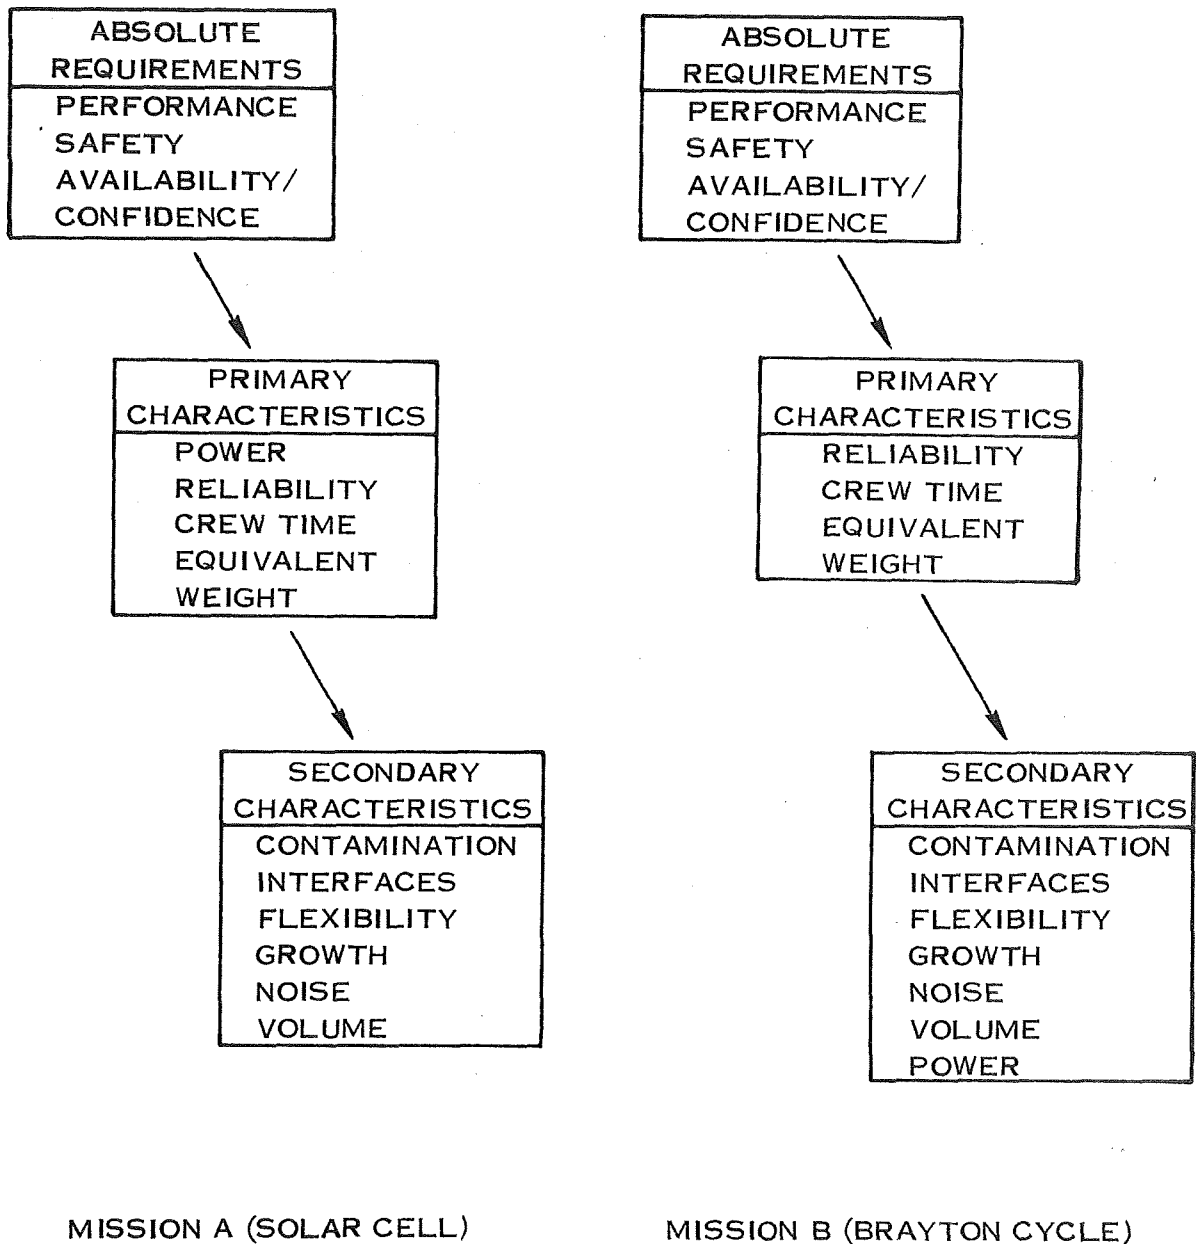 ABSOLUTE
REQUIREMENTS
PERFORMANCE
SAFETY
AVAILABILITY/
CONFIDENCE
PRIMARY
CHARACTERISTICS
POWER
RELIABILITY
CREW TIME
EQUIVALENT
WEIGHT
SECONDARY
CHARACTERISTICS
CONTAMINATION
INTERFACES
FLEXIBILITY
GROWTH
NOISE
VOLUME
MISSION A (SOLAR CELL)
ABSOLUTE
REQUIREMENTS
PERFORMANCE
SAFETY
AVAILABILITY/
CONFIDENCE
PRIMARY
CHARACTERISTICS
RELIABILITY
CREW TIME
EQUIVALENT
WEIGHT
SECONDARY
CHARACTERISTICS
CONTAMINATION
INTERFACES
FLEXIBILITY
GROWTH
NOISE
VOLUME
POWER
MISSION B (BRAYTON CYCLE)